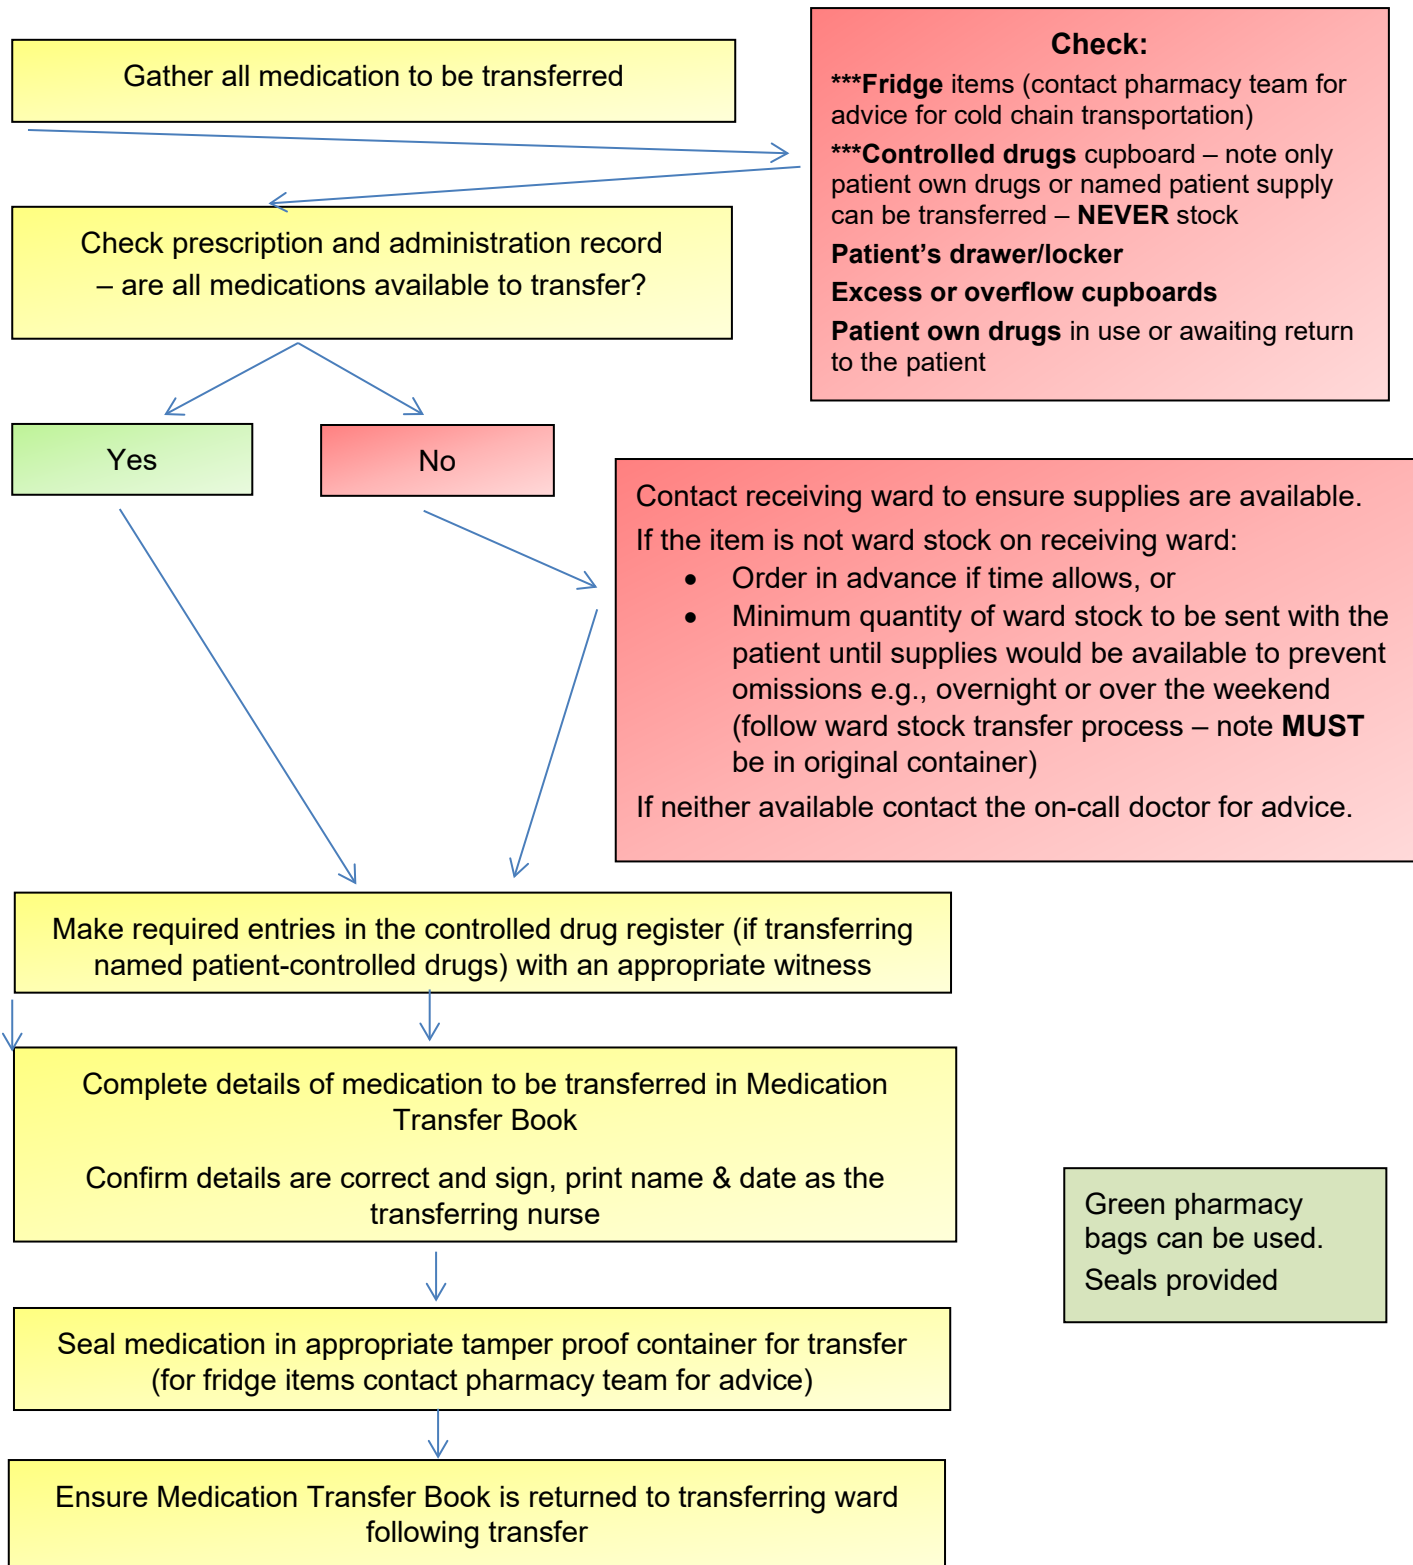 Gather all medication to be transferred
Check:
***Fridge items (contact pharmacy team for
advice for cold chain transportation)
***Controlled drugs cupboard – note only
patient own drugs or named patient supply
can be transferred – NEVER stock
Patient’s drawer/locker
Excess or overflow cupboards
Patient own drugs in use or awaiting return
to the patient
Check prescription and administration record
– are all medications available to transfer?
Yes
No
Contact receiving ward to ensure supplies are available.
If the item is not ward stock on receiving ward:
• Order in advance if time allows, or
• Minimum quantity of ward stock to be sent with the
patient until supplies would be available to prevent
omissions e.g., overnight or over the weekend
(follow ward stock transfer process – note MUST
be in original container)
If neither available contact the on-call doctor for advice.
Make required entries in the controlled drug register (if transferring
named patient-controlled drugs) with an appropriate witness
Complete details of medication to be transferred in Medication
Transfer Book
Confirm details are correct and sign, print name & date as the
transferring nurse
Green pharmacy
bags can be used.
Seals provided
Seal medication in appropriate tamper proof container for transfer
(for fridge items contact pharmacy team for advice)
Ensure Medication Transfer Book is returned to transferring ward
following transfer